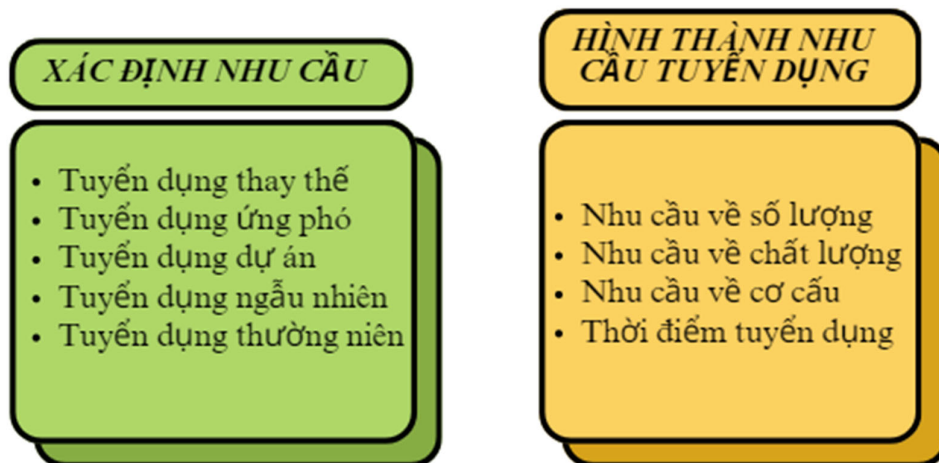 XÁC ĐỊNH NHU CẦU
• Tuyển dụng thay thế
• Tuyển dụng ứng phó
• Tuyển dụng dự án
• Tuyển dụng ngẫu nhiên
• Tuyển dụng thường niên
HÌNH THÀNH NHU
CẦU TUYỂN DỤNG
• Nhu cầu về số lượng
• Nhu cầu về chất lượng
• Nhu cầu về cơ cấu
• Thời điểm tuyển dụng